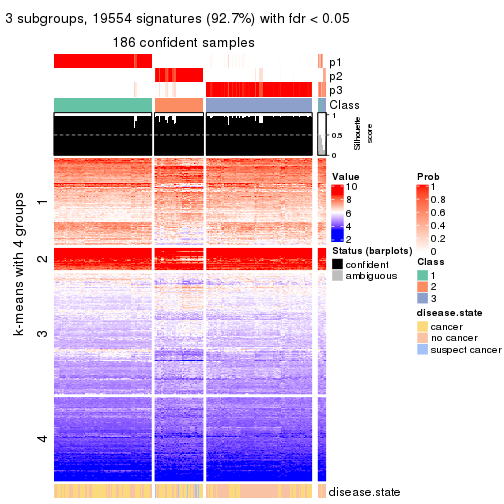 3 subgroups, 19554 signatures (92.7%) with fdr < 0.05
186 confident samples
p1
p2
p3
Class
1
0.5
0
Silhouette
score
k-means with 4 groups
1
2
3
4
disease.state
Value
10
8
6
4
2
Status (barplots)
confident
ambiguous
Prob
1
0.8
0.6
0.4
0.2
0
Class
1
2
3
disease.state
cancer
no cancer
suspect cancer